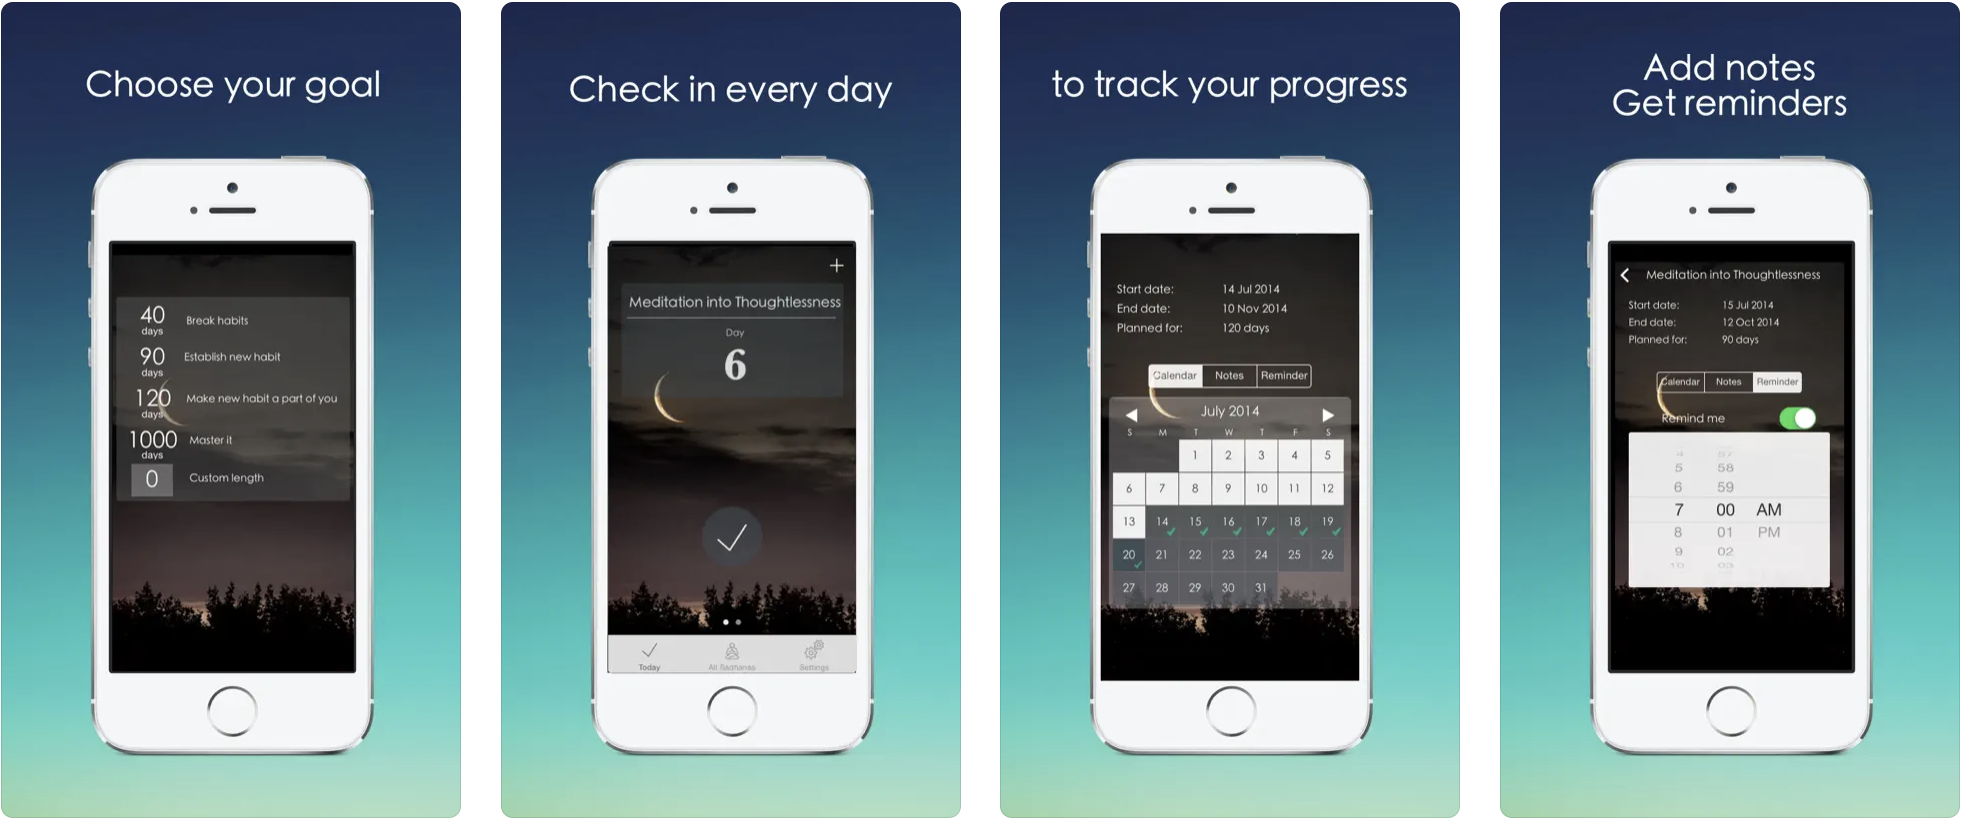 Choose your goal
40
days
Break habits
90
days
Establish new habit
120
days
Make new habit a part of you
1000
days
Master it
0
Custom length
Check in every day
+
Meditation into Thoughtlessness
Day
6
Today
All Sadhanas
Settings
to track your progress
Start date: 14 Jul 2014
End date: 10 Nov 2014
Planned for: 120 days
Calendar Notes Reminder
July 2014
S M T W T F S
1 2 3 4 5
6 7 8 9 10 11 12
13 14 15 16 17 18 19
20 21 22 23 24 25 26
27 28 29 30 31
Add notes
Get reminders
Meditation into Thoughtlessness
Start date: 15 Jul 2014
End date: 12 Oct 2014
Planned for: 90 days
Calendar Notes Reminder
Remind me
4 57
5 58
6 59
7 00 AM
8 01 PM
9 02
10 03